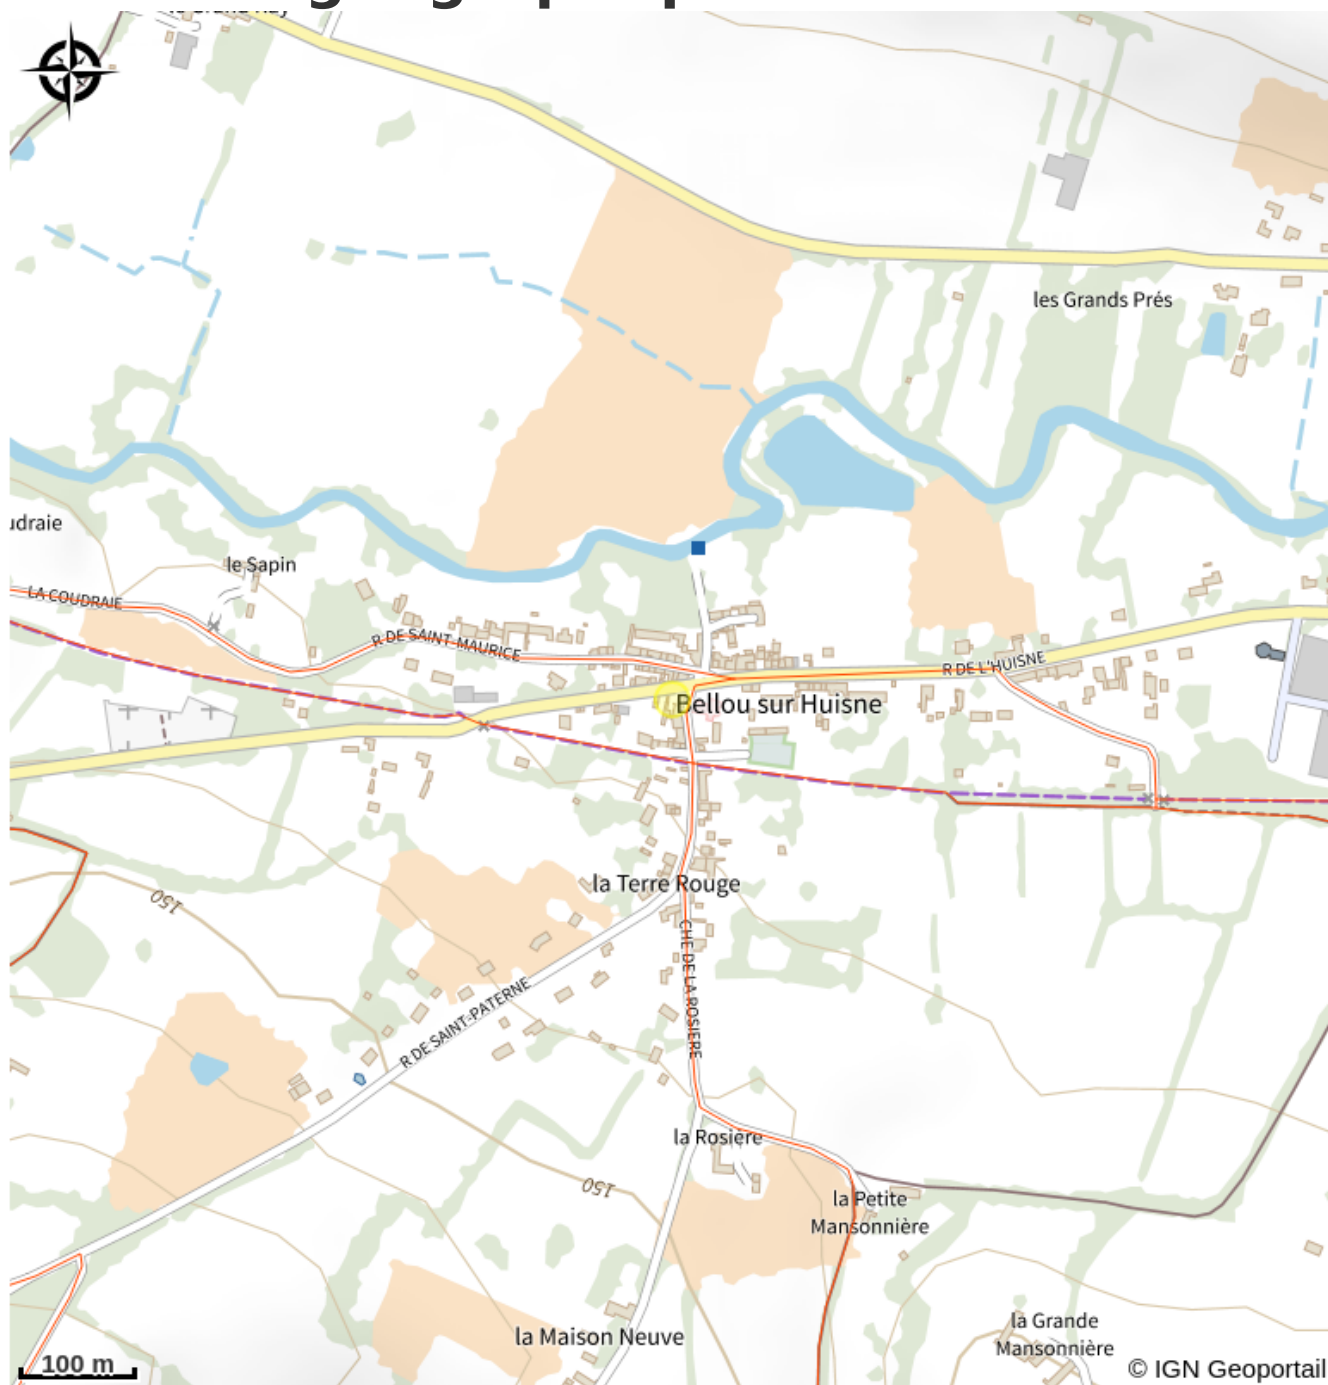 les Grands Prés
udraie
le Sapin
LA COUDRAIE
R DE SAINT-MAURICE
R DE L'HUISNE
Bellou sur Huisne
la Terre Rouge
150
CHE DE LA ROSIERE
R DE SAINT-PATERNE
la Rosière
150
la Petite
Mansonnière
la Grande
Mansonnière
la Maison Neuve
100 m
© IGN Geoportail